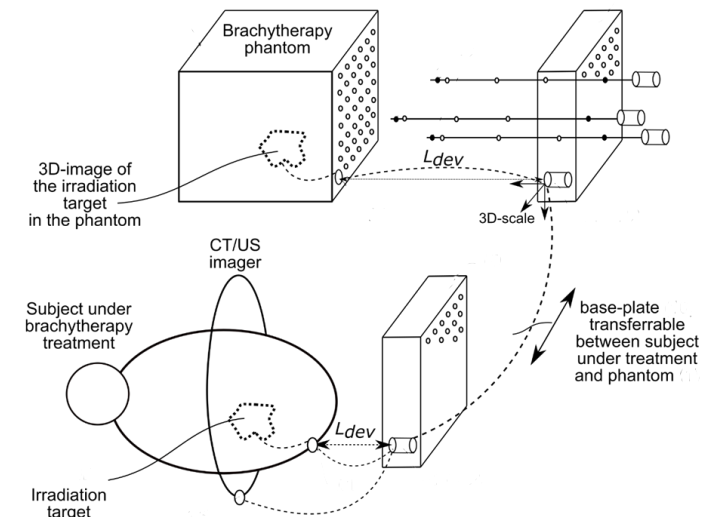 Brachytherapy
phantom
3D-image of
the irradiation
target
in the phantom
Ldev
3D-scale
CT/US
imager
Subject under
brachytherapy
treatment
base-plate
transferrable
between subject
under treatment
and phantom
Ldev
Irradiation
target